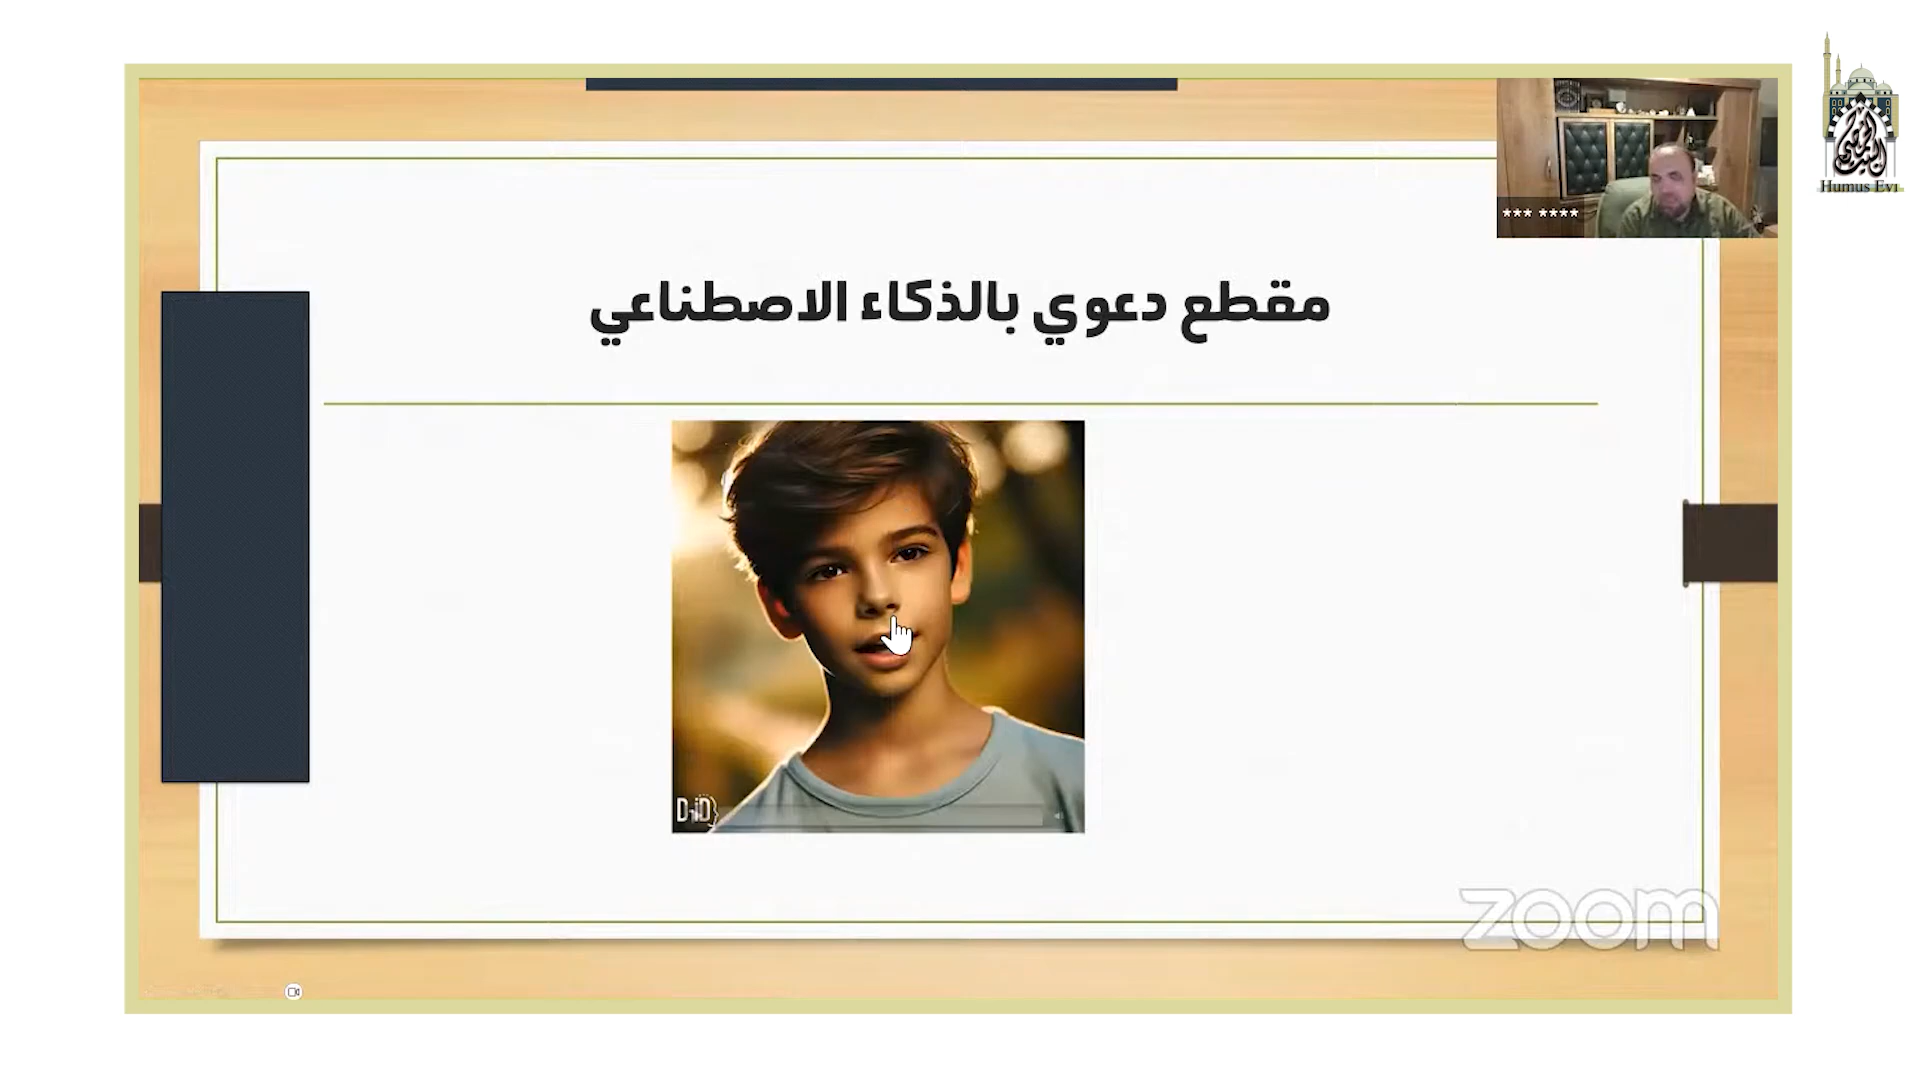 Humus Evi
*** ****
مقطع دعوي بالذكاء الاصطناعي
D-iD
zoom